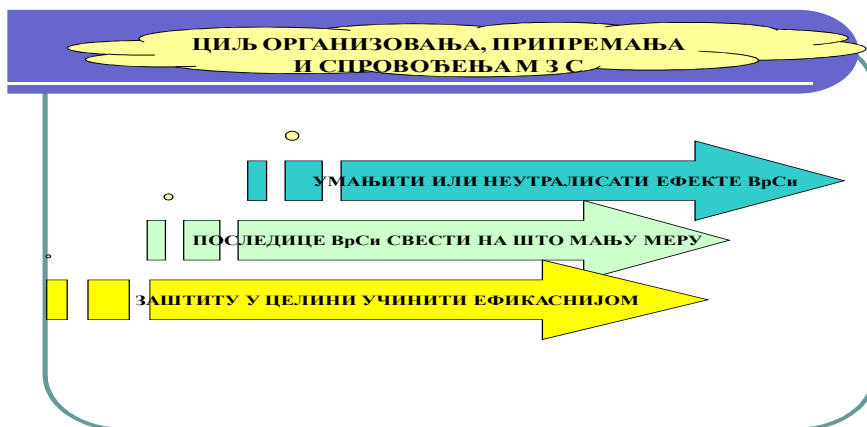 ЦИЉ ОРГАНИЗОВАЊА, ПРИПРЕМАЊА
И СПРОВОЂЕЊА М З С
УМАЊИТИ ИЛИ НЕУТРАЛИСАТИ ЕФЕКТЕ ВрСи
ПОСЛЕДИЦЕ ВрСи СВЕСТИ НА ШТО МАЊУ МЕРУ
ЗАШТИТУ У ЦЕЛИНИ УЧИНИТИ ЕФИКАСНИЈОМ